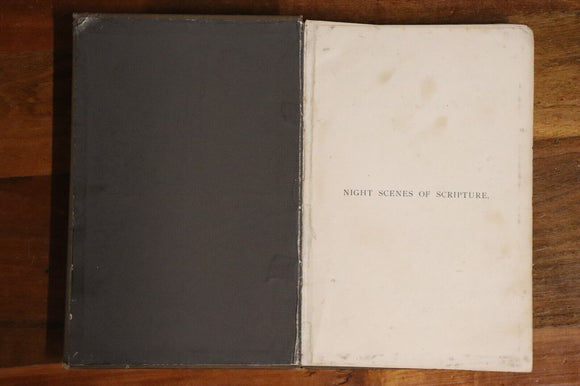 NIGHT SCENES OF SCRIPTURE.